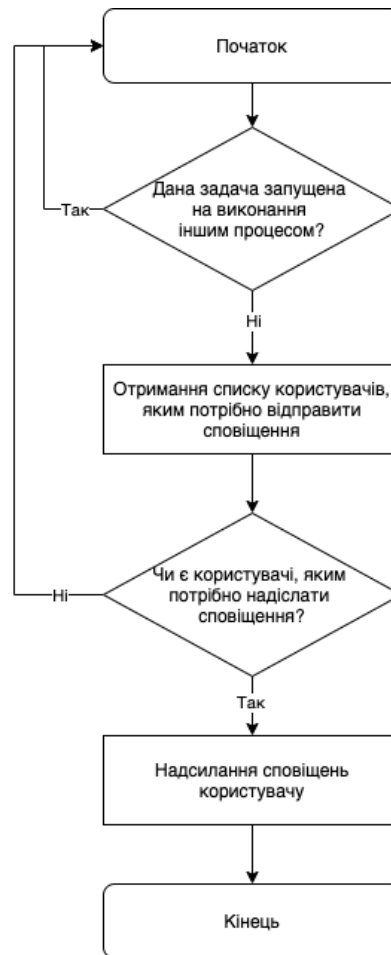 Початок
Дана задача запущена
на виконання
іншим процесом?
Так
Ні
Отримання списку користувачів,
яким потрібно відправити
сповіщення
Чи є користувачі, яким
потрібно надіслати
сповіщення?
Ні
Так
Надсилання сповіщень
користувачу
Кінець